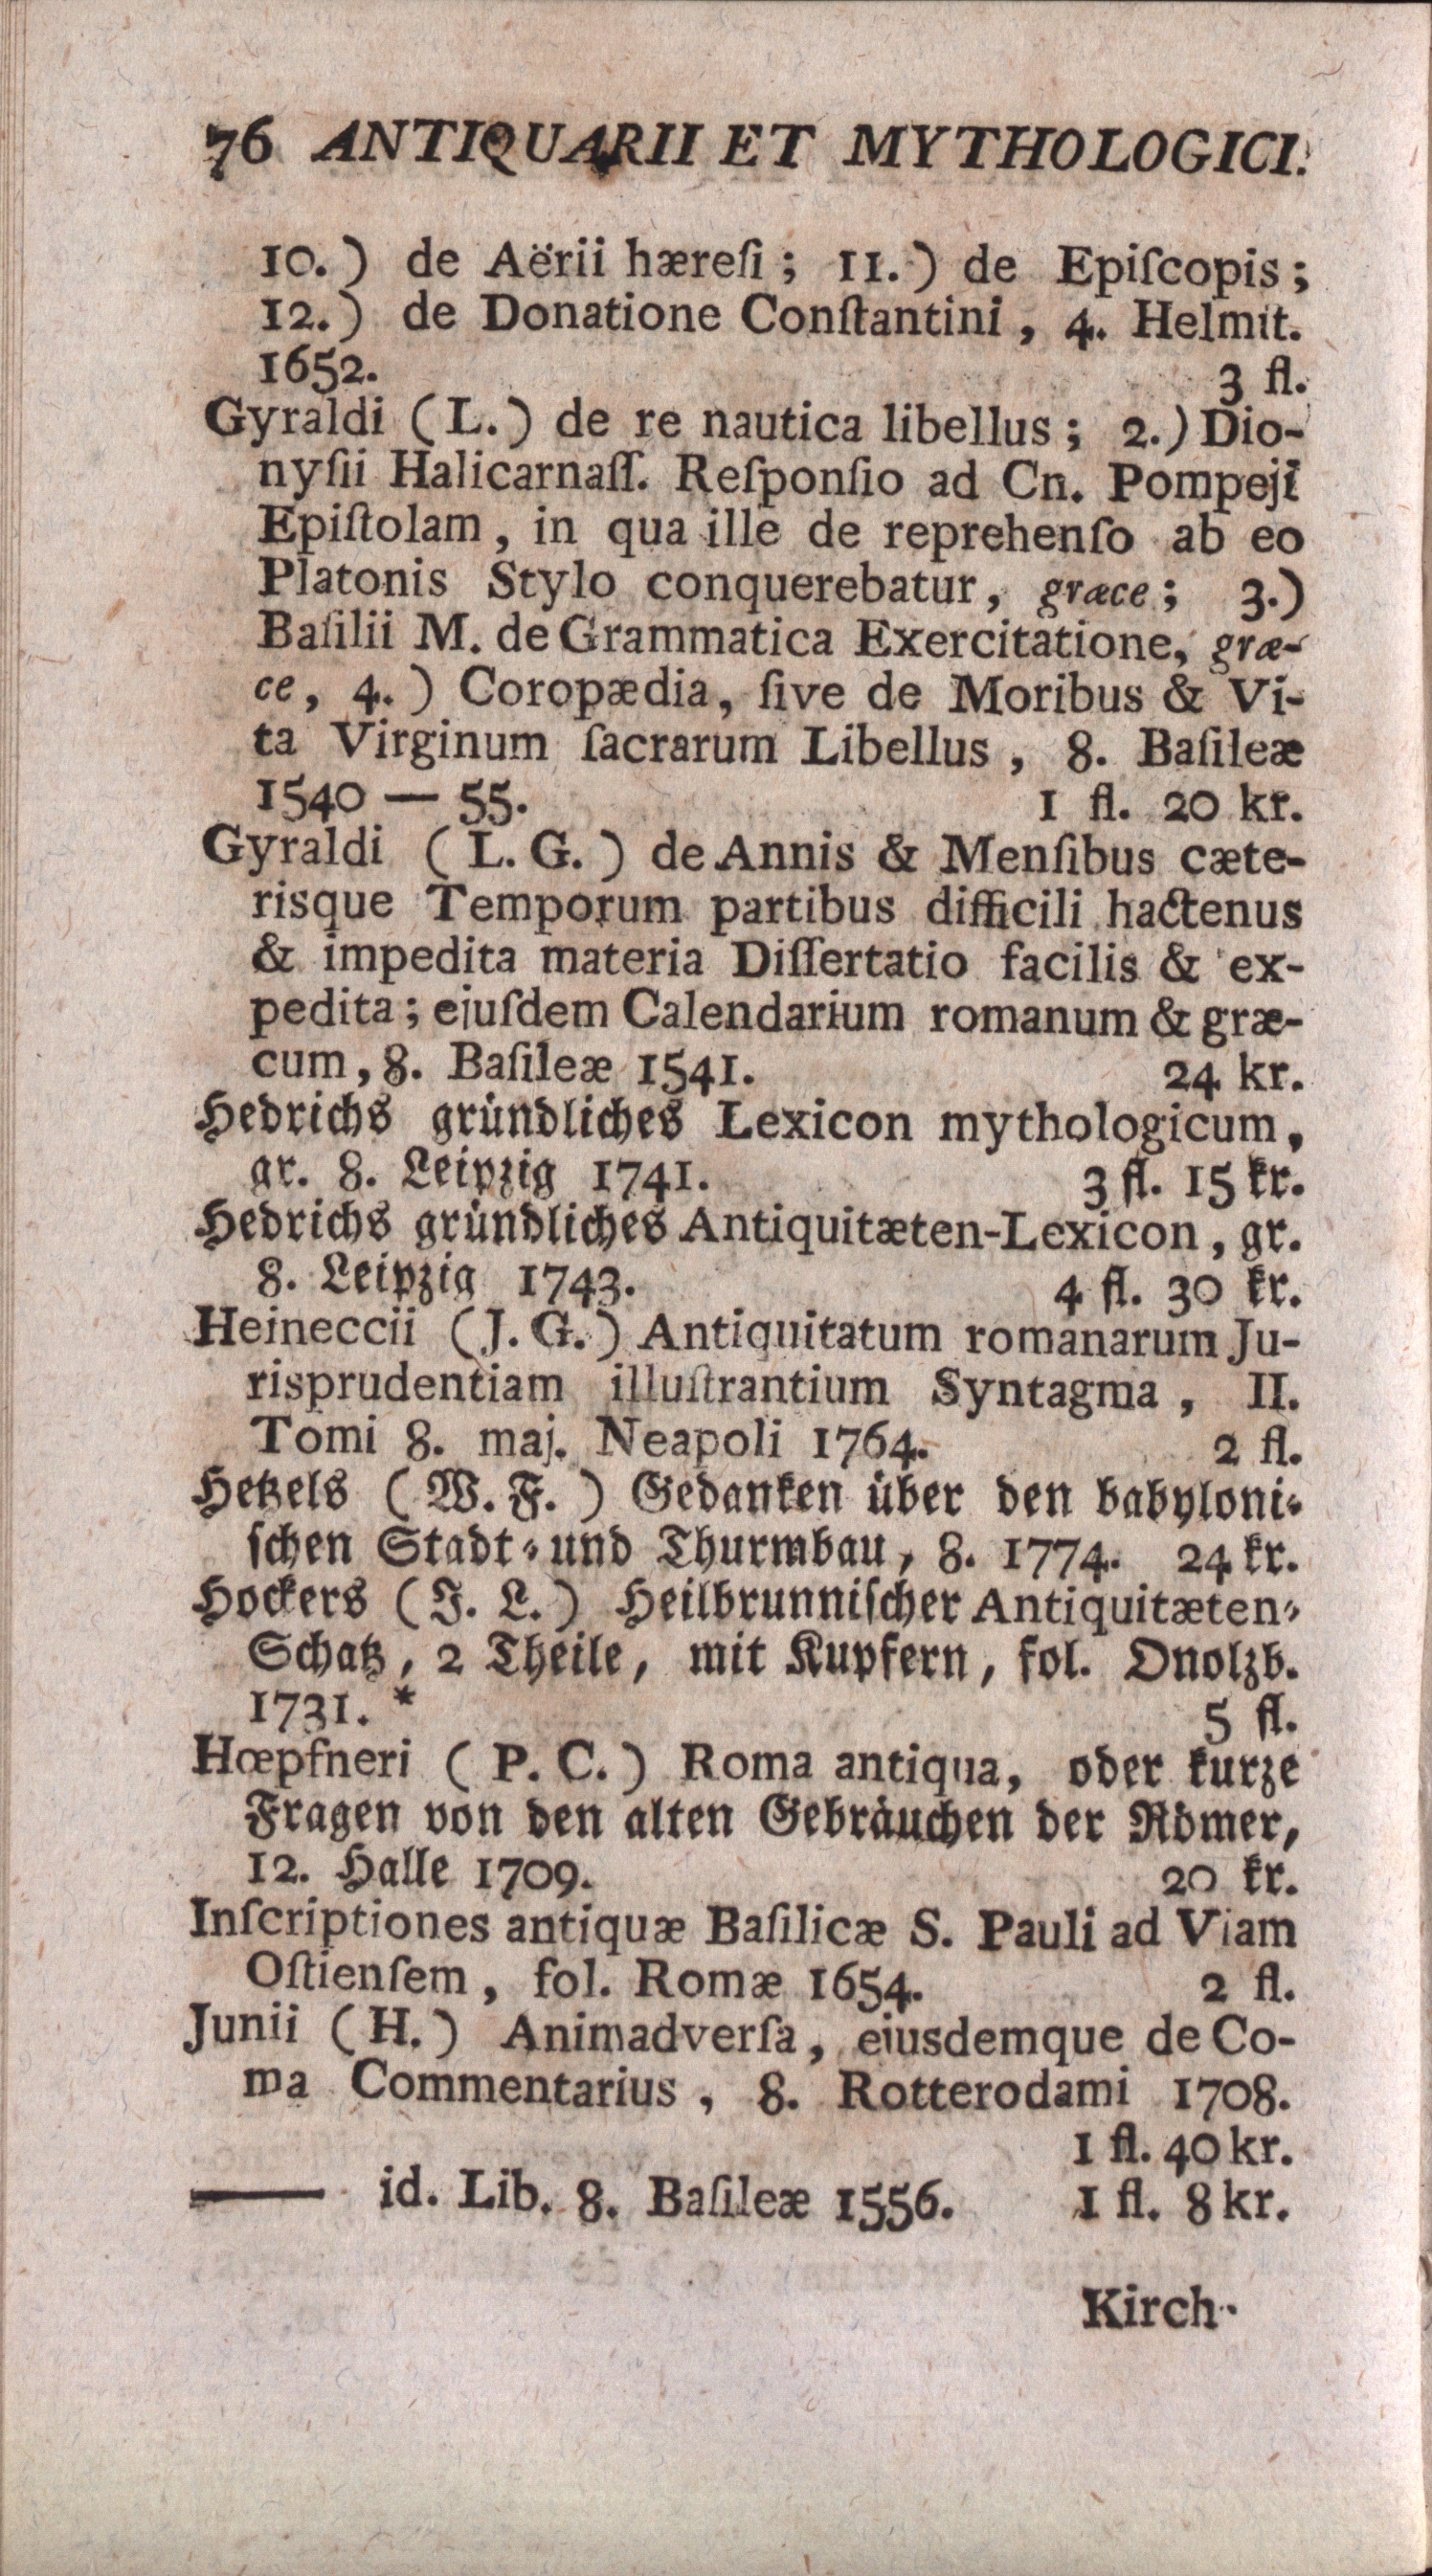 76 ANTIQUARII ET MYTHOLOGICI.
10.) de Aërii hæreſi; 11.) de Epiſcopis;
12.) de Donatione Conſtantini, 4. Helmit.
1652. 3 fl.
Gyraldi (L.) de re nautica libellus; 2.) Dio-
nyſii Halicarnaſſ. Reſponſio ad Cn. Pompeji
Epiſtolam, in qua ille de reprehenſo ab eo
Platonis Stylo conquerebatur, græce; 3.)
Baſilii M. de Grammatica Exercitatione, græ-
ce, 4.) Coropædia, ſive de Moribus & Vi-
ta Virginum ſacrarum Libellus, 8. Baſileæ
1540 — 55. 1 fl. 20 kr.
Gyraldi (L. G.) de Annis & Menſibus cæte-
risque Temporum partibus difficili hactenus
& impedita materia Diſſertatio facilis & ex-
pedita; ejuſdem Calendarium romanum & græ-
cum, 8. Baſileæ 1541. 24 kr.
Hedrichs gründliches Lexicon mythologicum,
gr. 8. Leipzig 1741. 3 fl. 15 kr.
Hedrichs gründliches Antiquitæten-Lexicon, gr.
8. Leipzig 1743. 4 fl. 30 kr.
Heineccii (J. G.) Antiquitatum romanarum Ju-
risprudentiam illuſtrantium Syntagma, II.
Tomi 8. maj. Neapoli 1764. 2 fl.
Hetzels (W. F.) Gedanken über den babyloni-
ſchen Stadt- und Thurmbau, 8. 1774. 24 kr.
Hockers (J. L.) Heilbrunniſcher Antiquitæten-
Schatz, 2 Theile, mit Kupfern, fol. Onolzb.
1731. * 5 fl.
Hœpfneri (P. C.) Roma antiqua, oder kurze
Fragen von den alten Gebräuchen der Römer,
12. Halle 1709. 20 kr.
Inſcriptiones antiquæ Baſilicæ S. Pauli ad Viam
Oſtienſem, fol. Romæ 1654. 2 fl.
Junii (H.) Animadverſa, eiusdemque de Co-
ma Commentarius, 8. Rotterodami 1708.
1 fl. 40 kr.
—— id. Lib. 8. Baſileæ 1556. 1 fl. 8 kr.
Kirch-